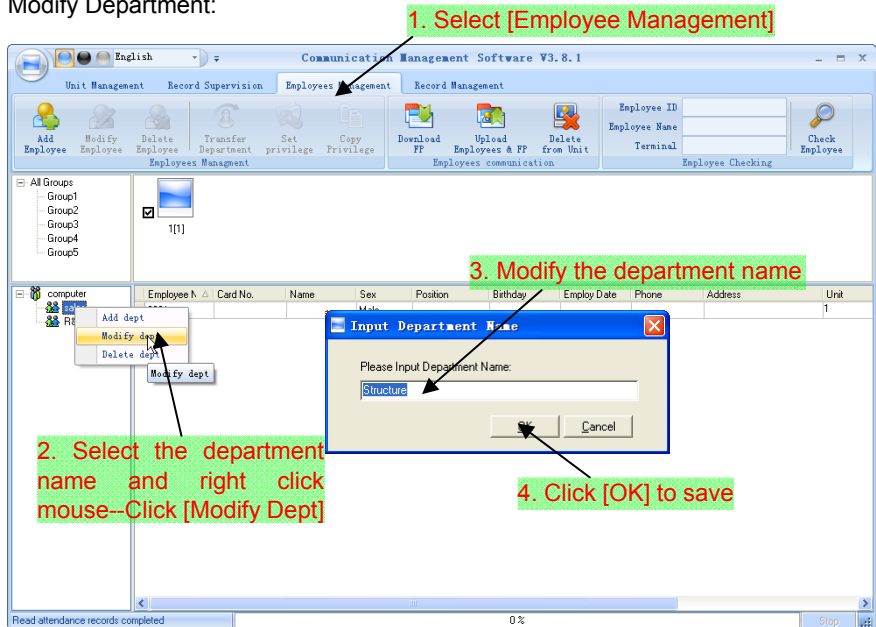 Modify Department:
1. Select [Employee Management]
English
Communication Management Software V3.8.1
Unit Management Record Supervision Employees Management Record Management
Add Employee
Modify Employee
Delete Employee
Transfer Department
Set privilege
Copy Privilege
Employees Managment
Download FP
Upload Employees & FP
Delete from Unit
Employees communication
Employee ID
Employee Name
Terminal
Check Employee
Employee Checking
All Groups
Group1
Group2
Group3
Group4
Group5
1[1]
3. Modify the department name
computer
sales
Employee N Card No. Name Sex Position Birthday Employ Date Phone Address Unit
Male 1
Add dept
Modify dept
Delete dept
Modify dept
Input Department Name
Please Input Department Name:
Structure
OK Cancel
2. Select the department
name and right click
mouse--Click [Modify Dept]
4. Click [OK] to save
Read attendance records completed 0 % Stop